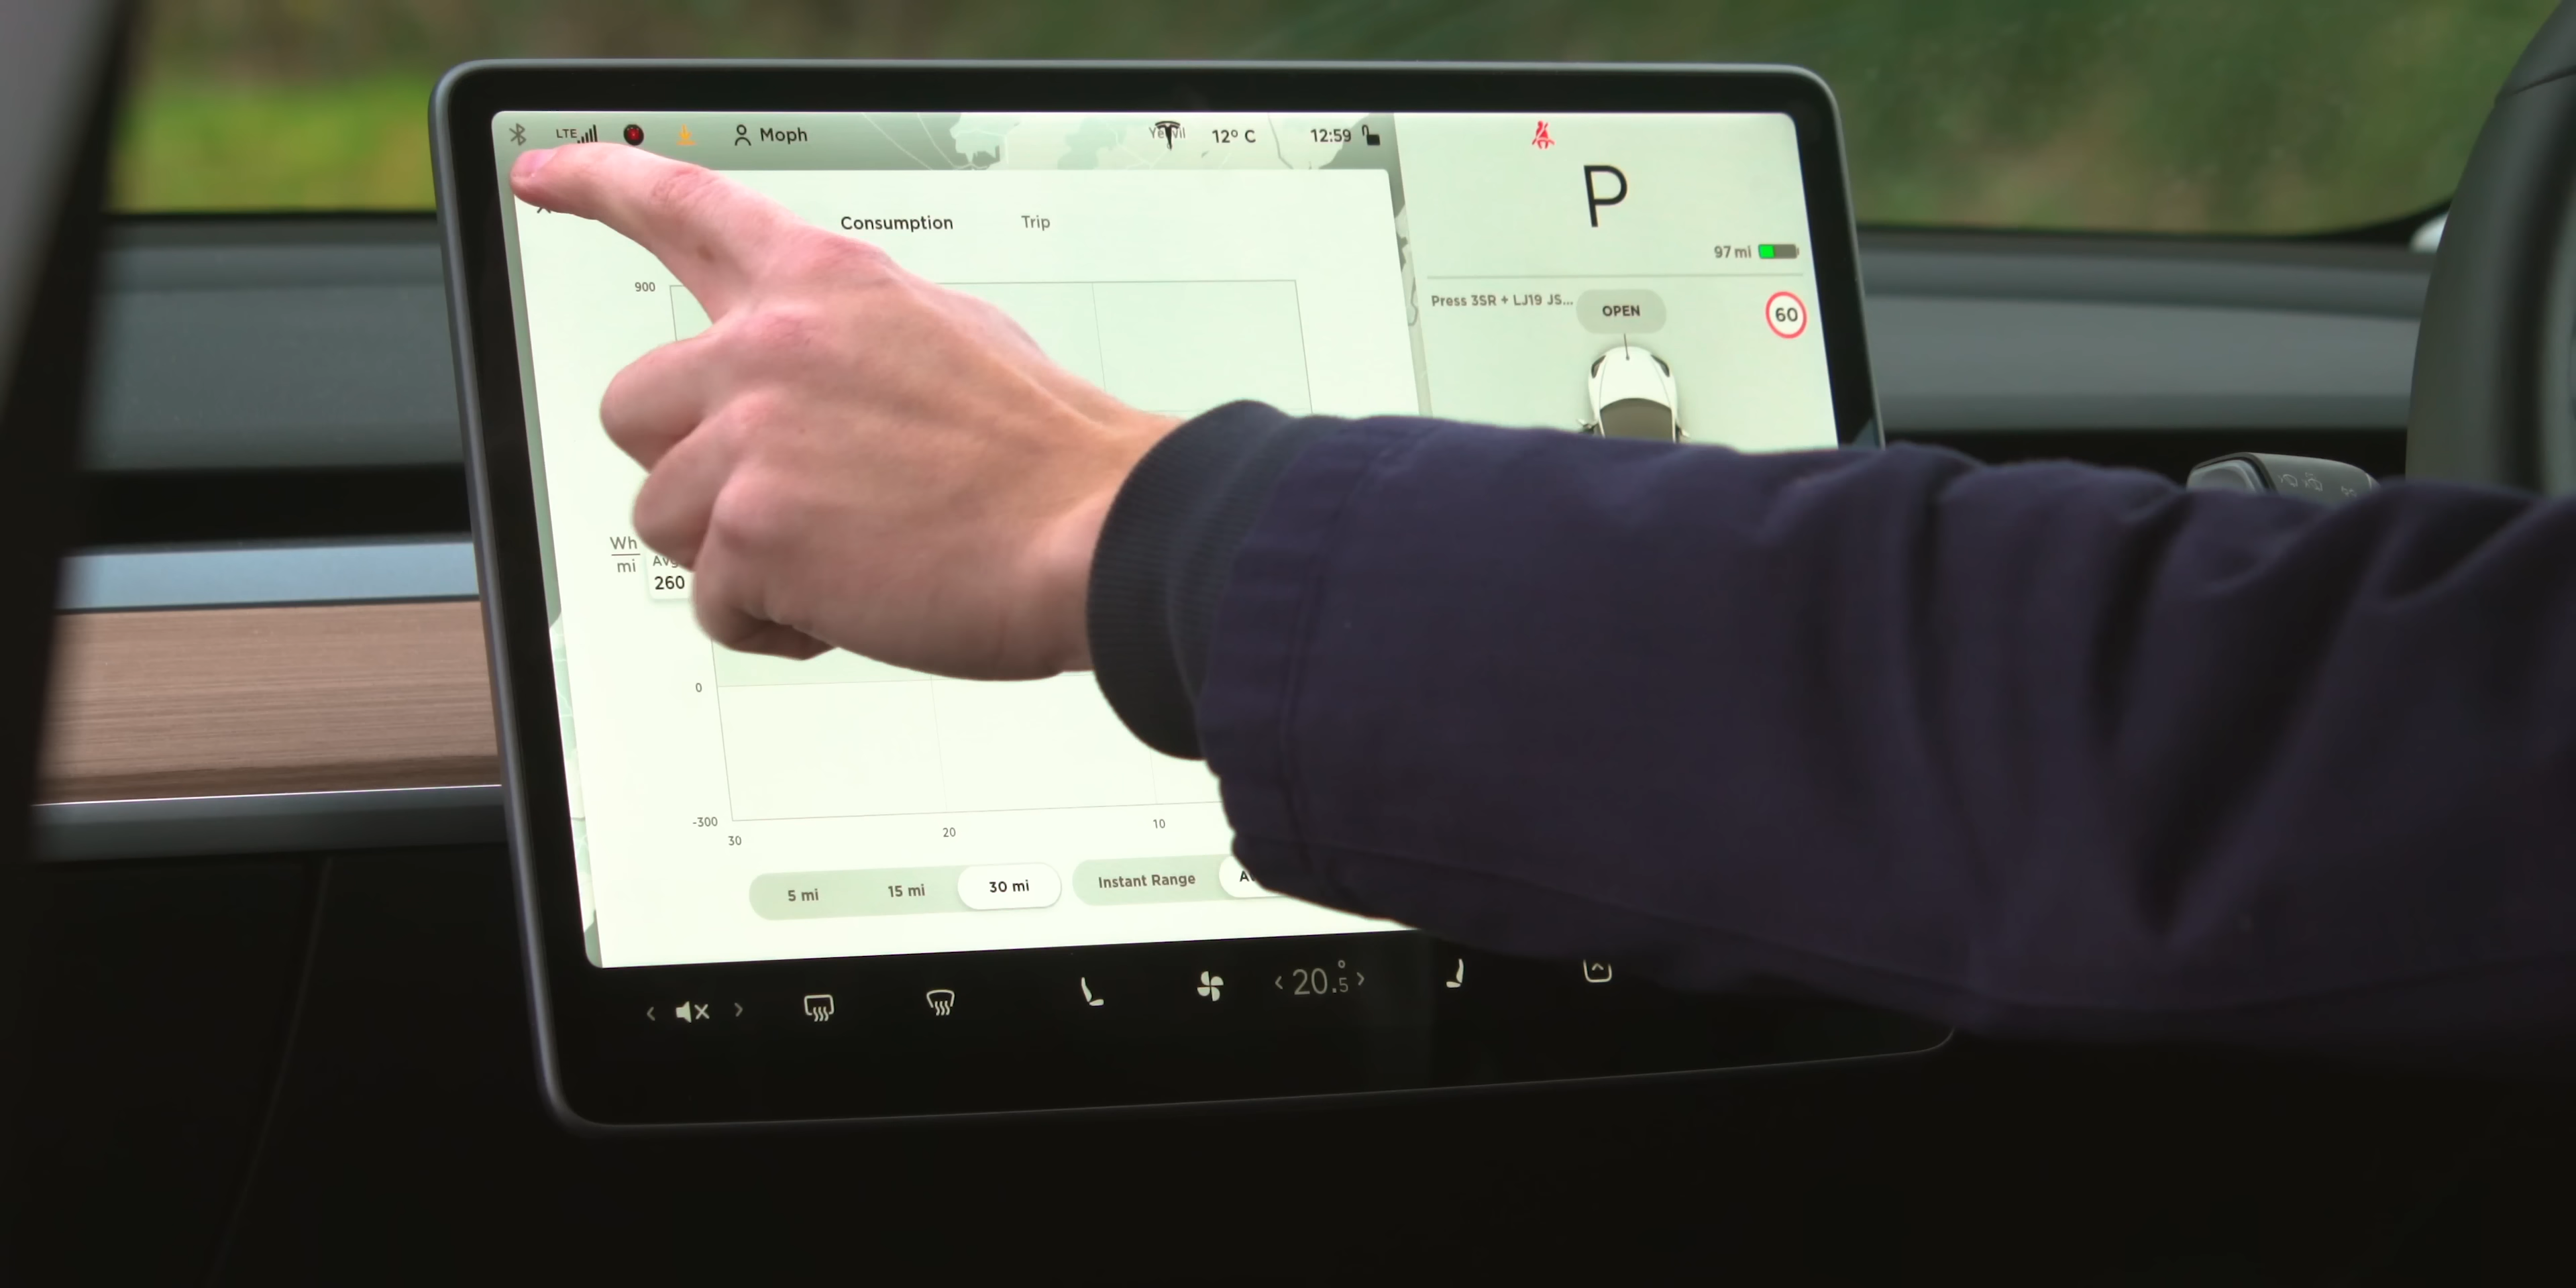 LTE
Moph
12° C
12:59
P
97 mi
Consumption
Trip
Press 3SR + LJ19 JS...
OPEN
60
900
Wh
mi
Avg
260
0
-300
30
20
10
5 mi
15 mi
30 mi
Instant Range
< 20.5° >